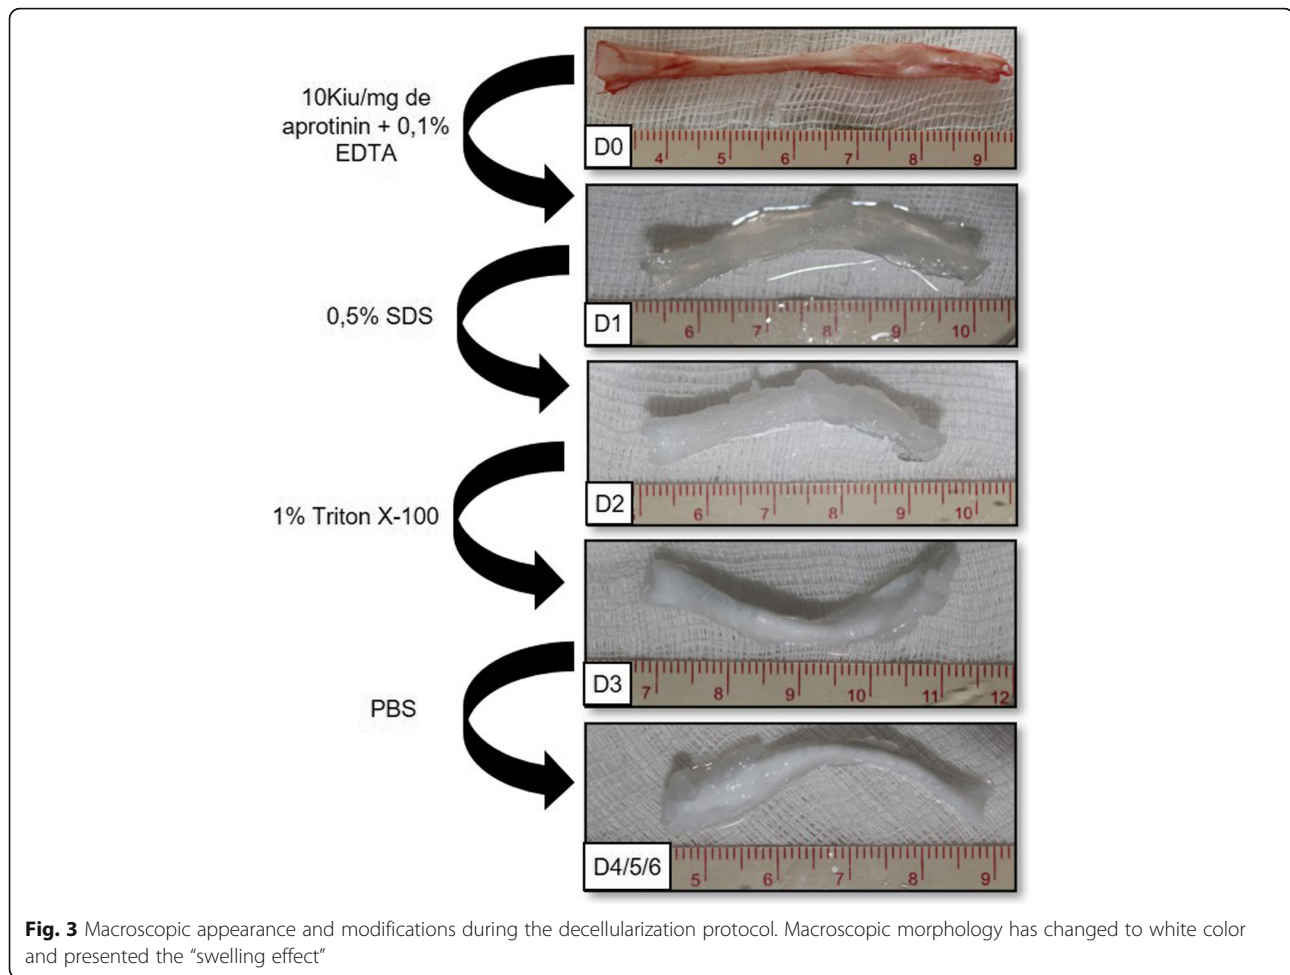 10Kiu/mg de
aprotinin + 0,1%
EDTA
D0
4 5 6 7 8 9
0,5% SDS
D1
6 7 8 9 10
1% Triton X-100
D2
6 7 8 9 10
PBS
D3
7 8 9 10 11 12
D4/5/6
5 6 7 8 9
Fig. 3 Macroscopic appearance and modifications during the decellularization protocol. Macroscopic morphology has changed to white color
and presented the “swelling effect”